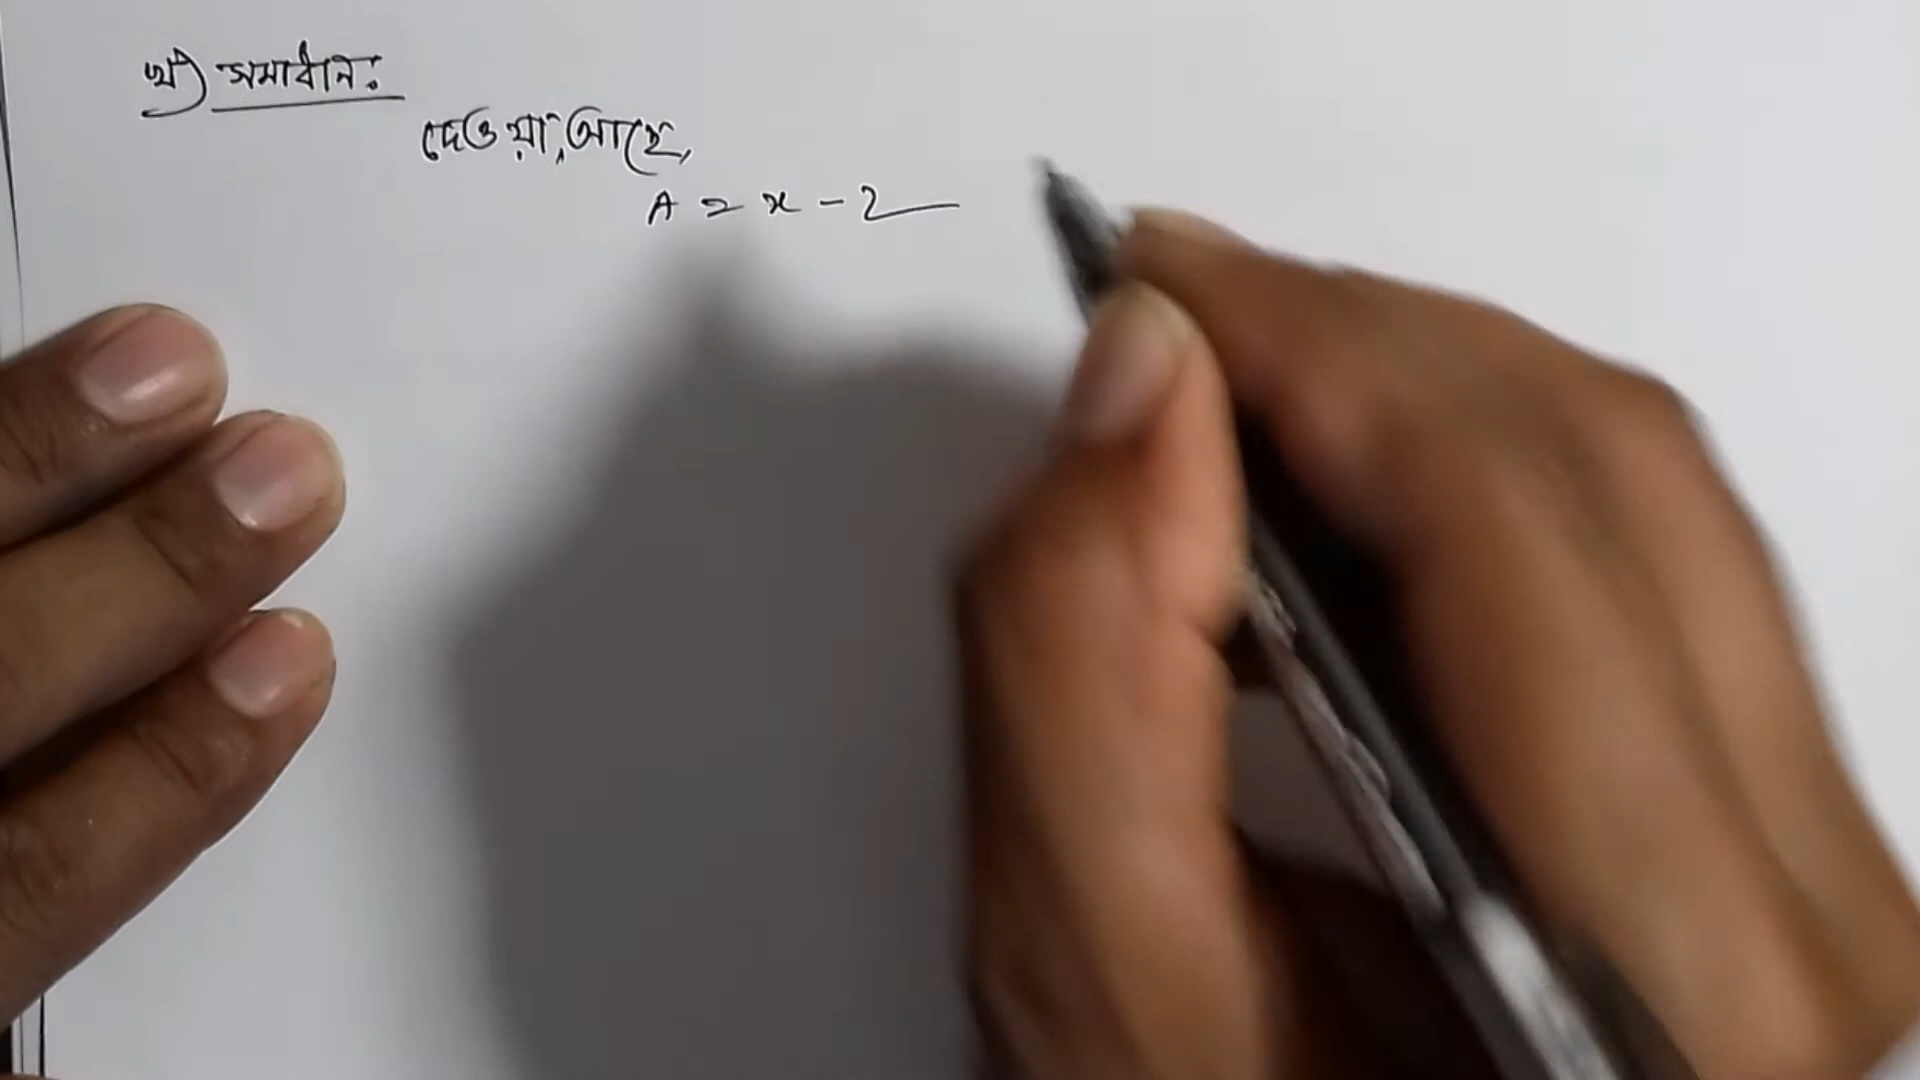 খ) সমাধান:
দেওয়া, আছে,
A = x - 2